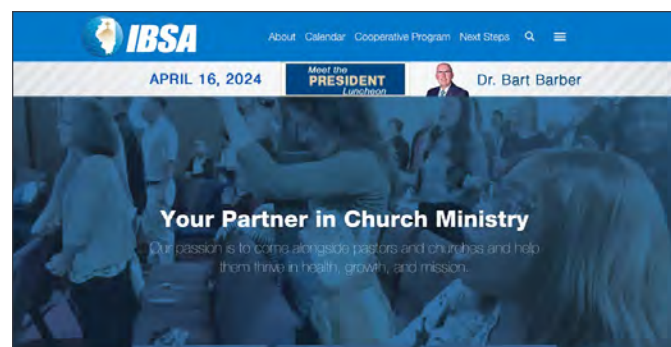 IBSA
About Calendar Cooperative Program Next Steps
APRIL 16, 2024
Meet the
PRESIDENT
Luncheon
Dr. Bart Barber
Your Partner in Church Ministry
Our passion is to come alongside pastors and churches and help
them thrive in health, growth, and mission.